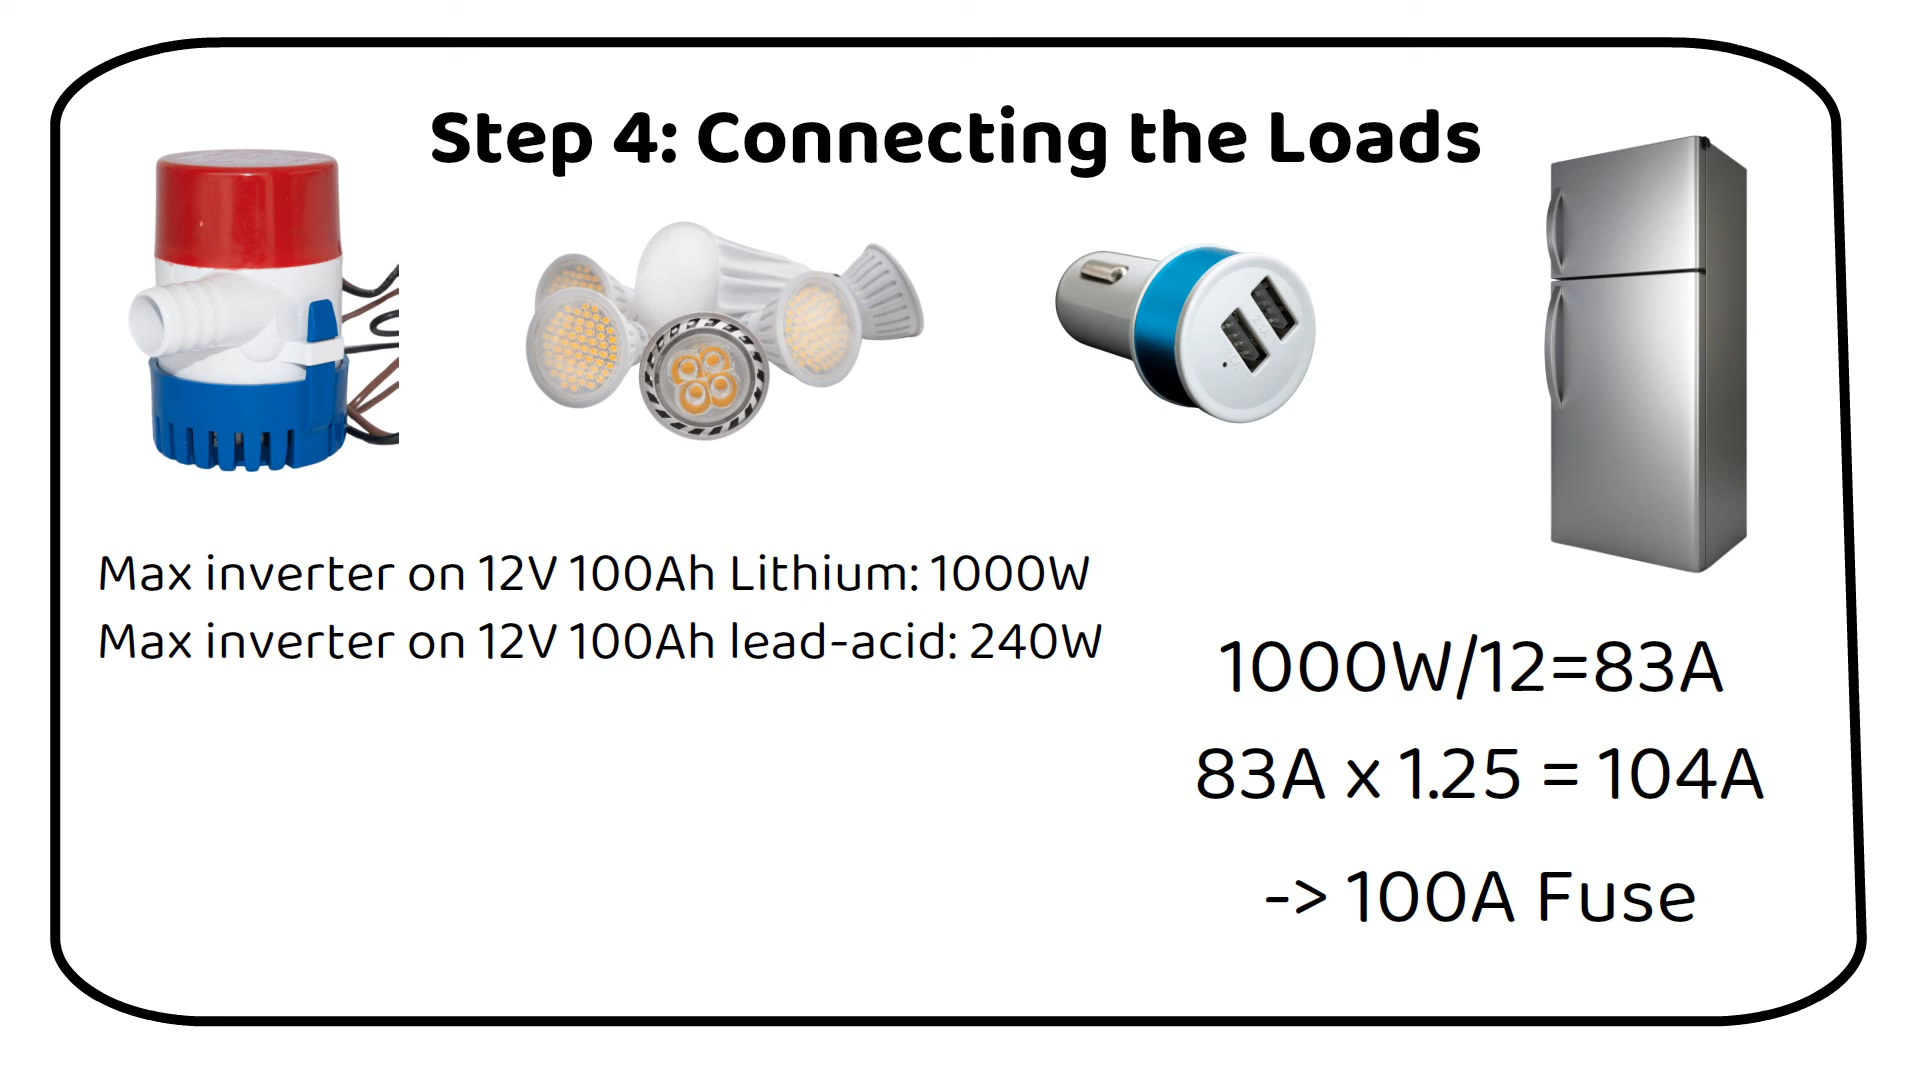 Step 4: Connecting the Loads
Max inverter on 12V 100Ah Lithium: 1000W
Max inverter on 12V 100Ah lead-acid: 240W
1000W/12=83A
83A x 1.25 = 104A
-> 100A Fuse